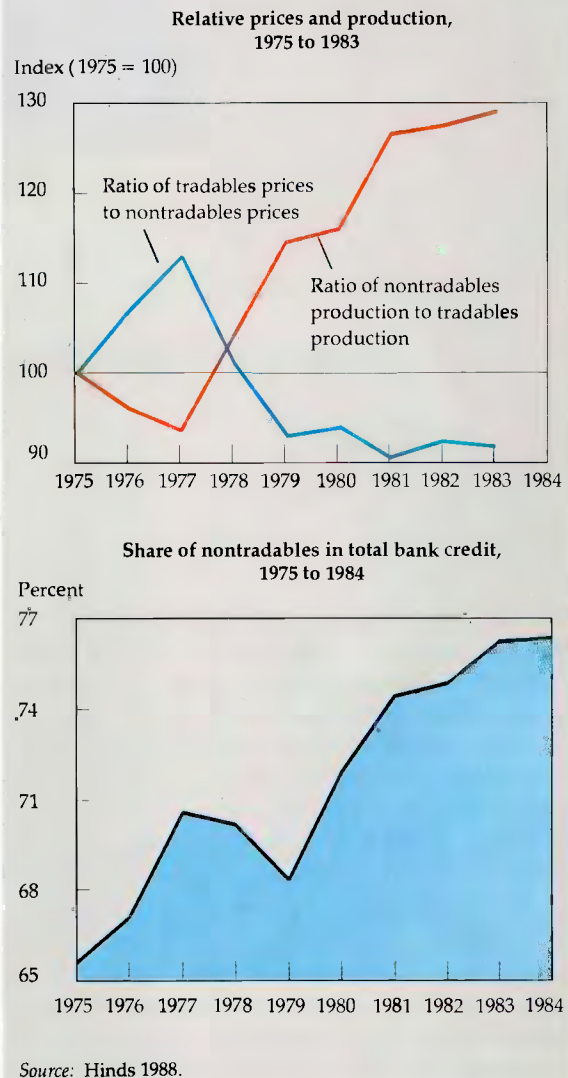 Relative prices and production,
1975 to 1983
Index (1975 = 100)
130
120
110
100
90
Ratio of tradables prices
to nontradables prices
Ratio of nontradables
production to tradables
production
1975 1976 1977 1978 1979 1980 1981 1982 1983 1984
Share of nontradables in total bank credit,
1975 to 1984
Percent
77
74
71
68
65
1975 1976 1977 1978 1979 1980 1981 1982 1983 1984
Source: Hinds 1988.